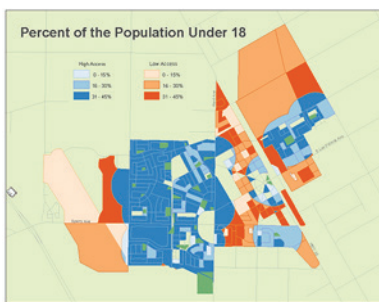 Percent of the Population Under 18
High Access
Low Access
0 - 15%
0 - 15%
16 - 30%
16 - 30%
31 - 45%
31 - 45%